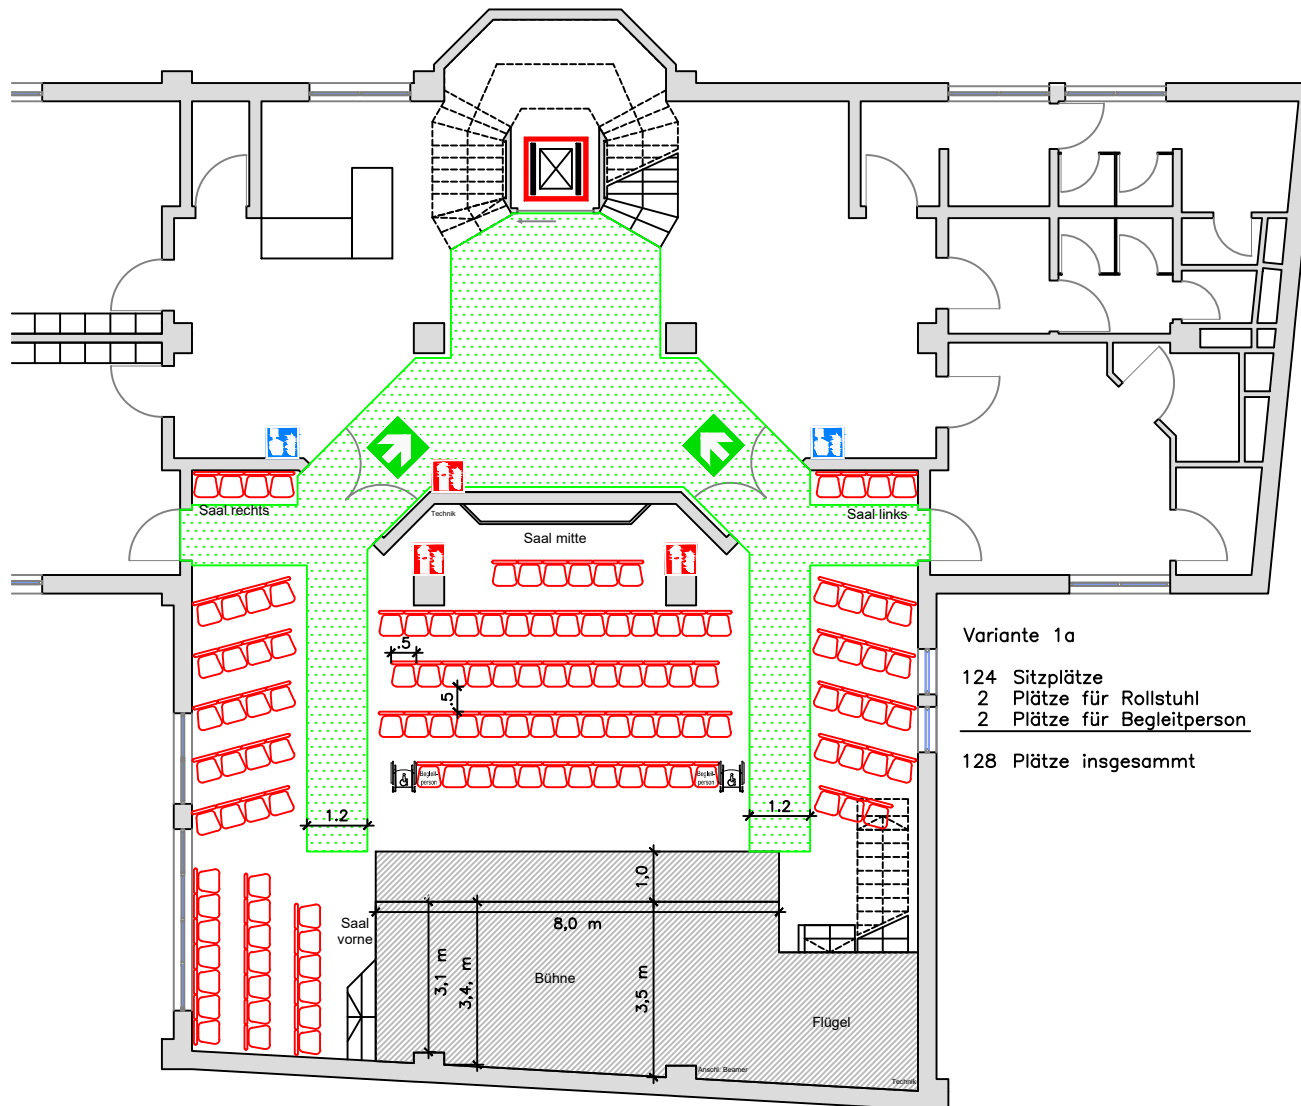 Saal rechts
Technik
Saal mitte
Saal links
.5
.5
Begleit-
person
Begleit-
person
1.2
1.2
Variante 1a
124 Sitzplätze
2 Plätze für Rollstuhl
2 Plätze für Begleitperson
128 Plätze insgesammt
1,0
8,0 m
Saal
vorne
3,1 m
3,4, m
3,5 m
Bühne
Flügel
Anschl. Beamer
Technik